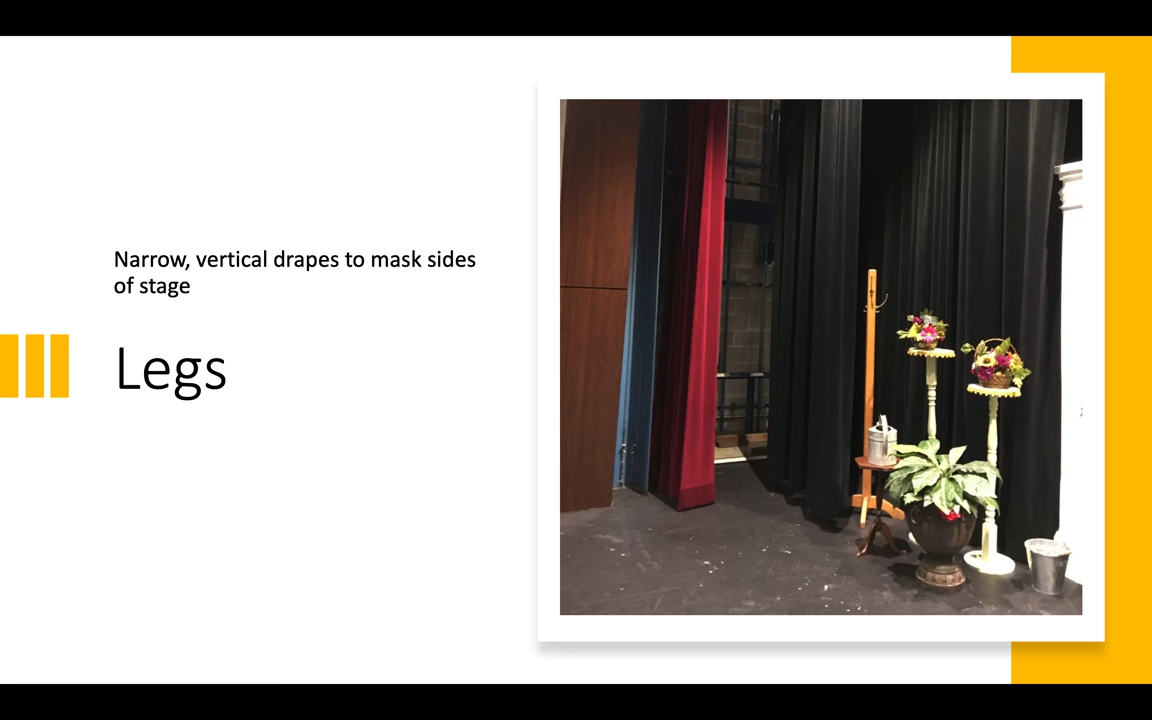 Narrow, vertical drapes to mask sides
of stage
Legs